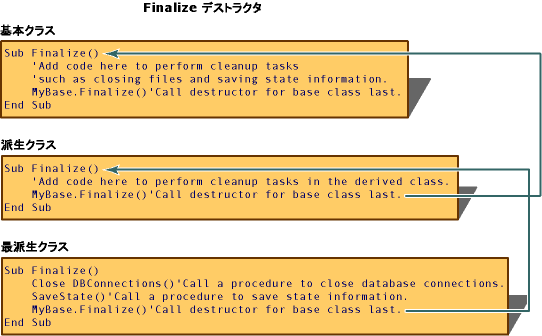 Finalize デストラクタ
基本クラス
Sub Finalize()
'Add code here to perform cleanup tasks
'such as closing files and saving state information.
MyBase.Finalize()'Call destructor for base class last.
End Sub
派生クラス
Sub Finalize()
'Add code here to perform cleanup tasks in the derived class.
MyBase.Finalize()'Call destructor for base class last.
End Sub
最派生クラス
Sub Finalize()
Close DBConnections()'Call a procedure to close database connections.
SaveState()'Call a procedure to save state information.
MyBase.Finalize()'Call destructor for base class last.
End Sub